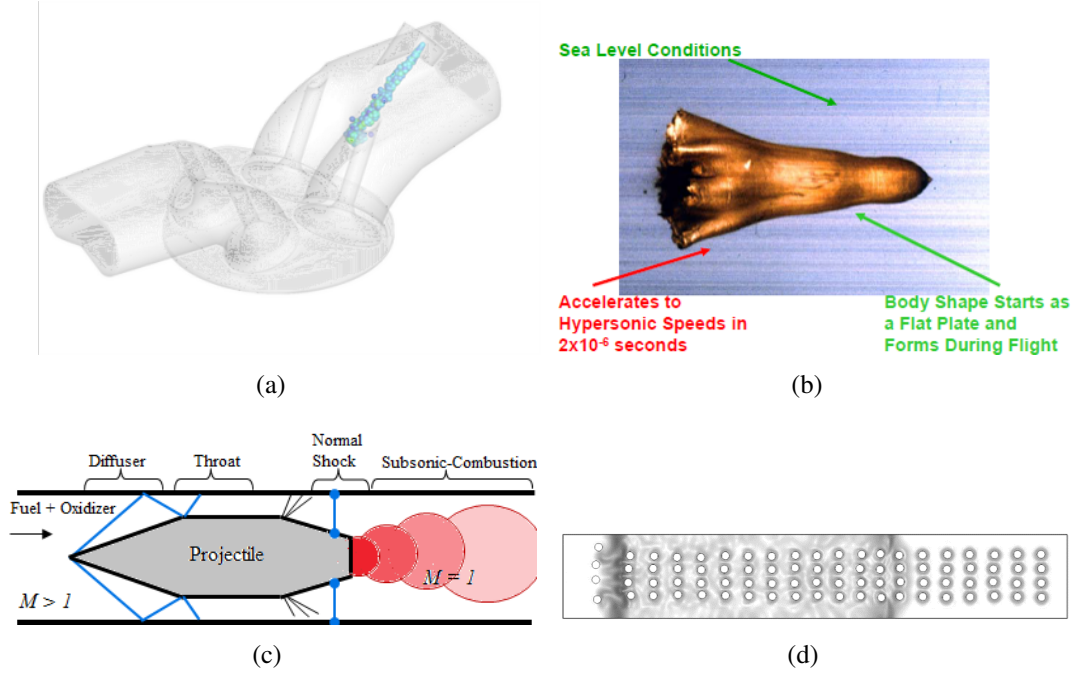 Sea Level Conditions
Accelerates to
Hypersonic Speeds in
2x10⁻⁶ seconds
Body Shape Starts as
a Flat Plate and
Forms During Flight
(a)
(b)
Diffuser
Throat
Normal
Shock
Subsonic-Combustion
Fuel + Oxidizer
Projectile
M > 1
M = 1
(c)
(d)